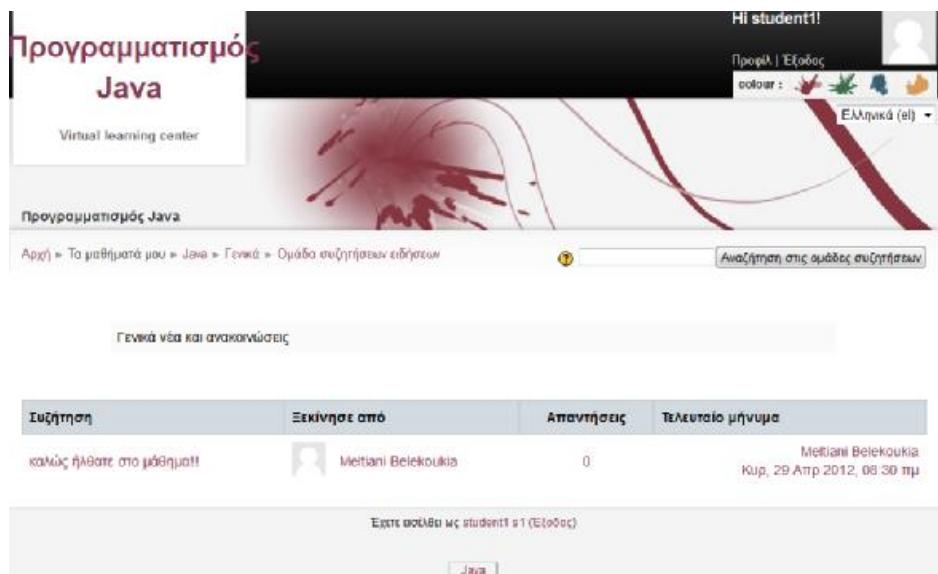 Hi student1!
Προγραμματισμός
Java
Προφίλ | Έξοδος
colour :
Virtual learning center
Ελληνικά (el)
Προγραμματισμός Java
Αρχή ► Τα μαθήματά μου ► Java ► Γενικά ► Ομάδα συζητήσεων ειδήσεων
Αναζήτηση στις ομάδες συζητήσεων
Γενικά νέα και ανακοινώσεις
Συζήτηση Ξεκίνησε από Απαντήσεις Τελευταίο μήνυμα
καλώς ήλθατε στο μάθημα!! Meltiani Belekoukia 0 Meltiani Belekoukia
Κυρ, 29 Απρ 2012, 08:30 πμ
Έχετε εισέλθει ως student1 s1 (Έξοδος)
Java